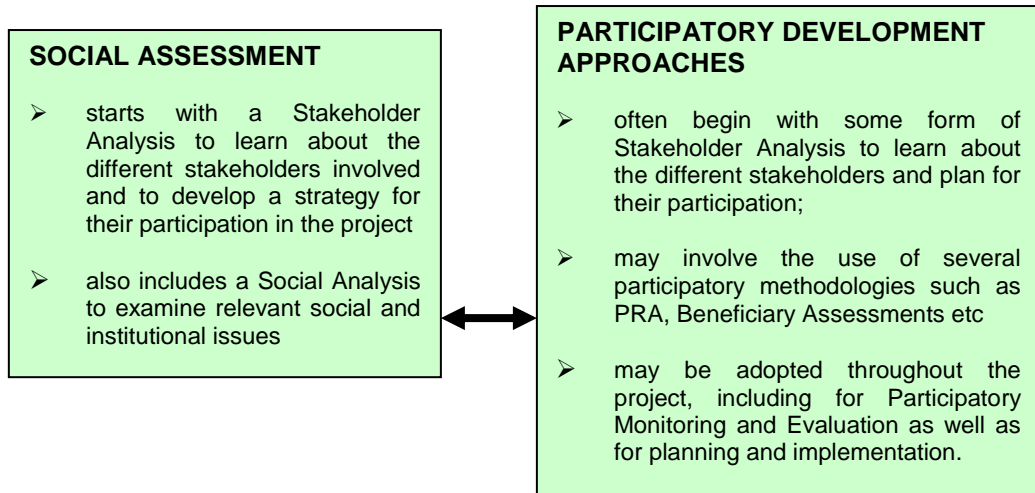 SOCIAL ASSESSMENT
➢ starts with a Stakeholder
Analysis to learn about the
different stakeholders involved
and to develop a strategy for
their participation in the project
➢ also includes a Social Analysis
to examine relevant social and
institutional issues
PARTICIPATORY DEVELOPMENT
APPROACHES
➢ often begin with some form of
Stakeholder Analysis to learn about
the different stakeholders and plan for
their participation;
➢ may involve the use of several
participatory methodologies such as
PRA, Beneficiary Assessments etc
➢ may be adopted throughout the
project, including for Participatory
Monitoring and Evaluation as well as
for planning and implementation.